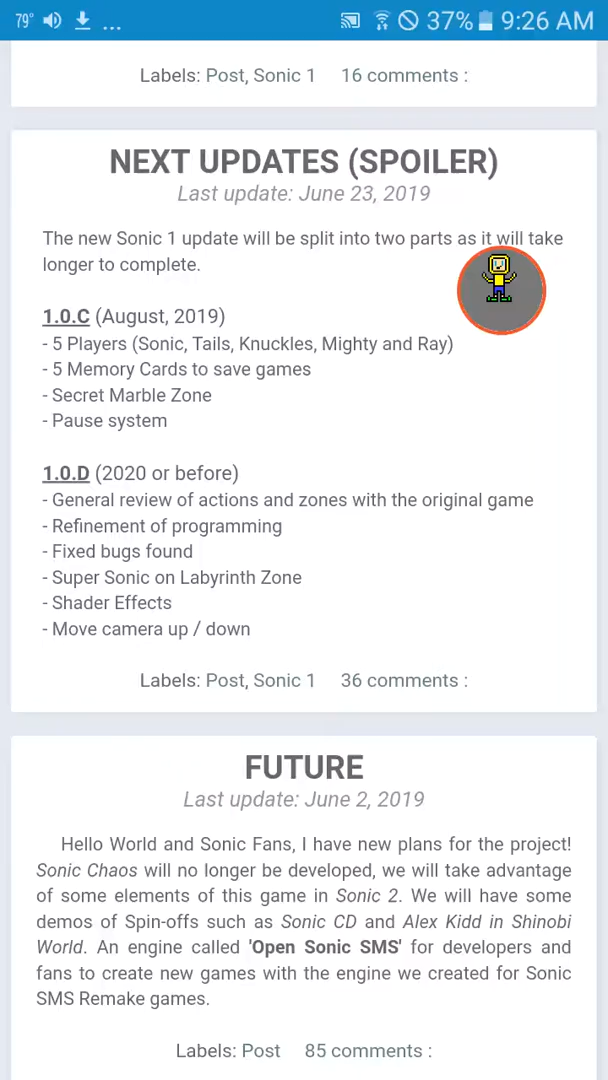 79° ... 37% 9:26 AM
Labels: Post, Sonic 1 16 comments :
NEXT UPDATES (SPOILER)
Last update: June 23, 2019
The new Sonic 1 update will be split into two parts as it will take
longer to complete.
1.0.C (August, 2019)
- 5 Players (Sonic, Tails, Knuckles, Mighty and Ray)
- 5 Memory Cards to save games
- Secret Marble Zone
- Pause system
1.0.D (2020 or before)
- General review of actions and zones with the original game
- Refinement of programming
- Fixed bugs found
- Super Sonic on Labyrinth Zone
- Shader Effects
- Move camera up / down
Labels: Post, Sonic 1 36 comments :
FUTURE
Last update: June 2, 2019
Hello World and Sonic Fans, I have new plans for the project!
Sonic Chaos will no longer be developed, we will take advantage
of some elements of this game in Sonic 2. We will have some
demos of Spin-offs such as Sonic CD and Alex Kidd in Shinobi
World. An engine called 'Open Sonic SMS' for developers and
fans to create new games with the engine we created for Sonic
SMS Remake games.
Labels: Post 85 comments :